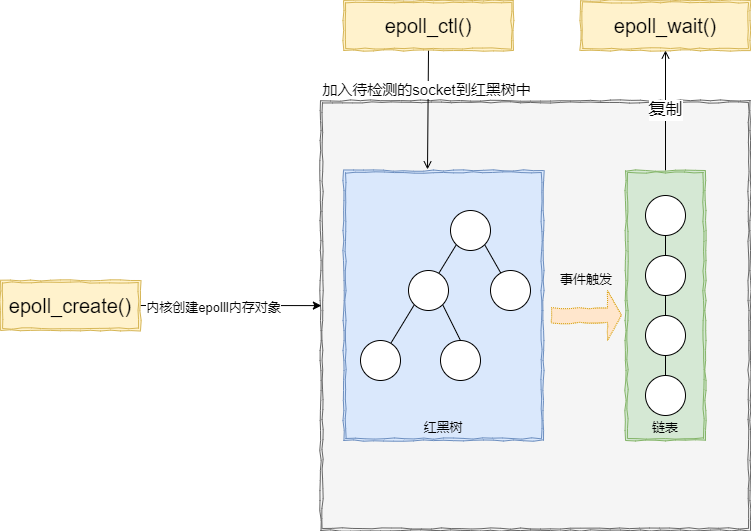 epoll_ctl()
epoll_wait()
加入待检测的socket到红黑树中
复制
事件触发
epoll_create()
内核创建epolll内存对象
红黑树
链表